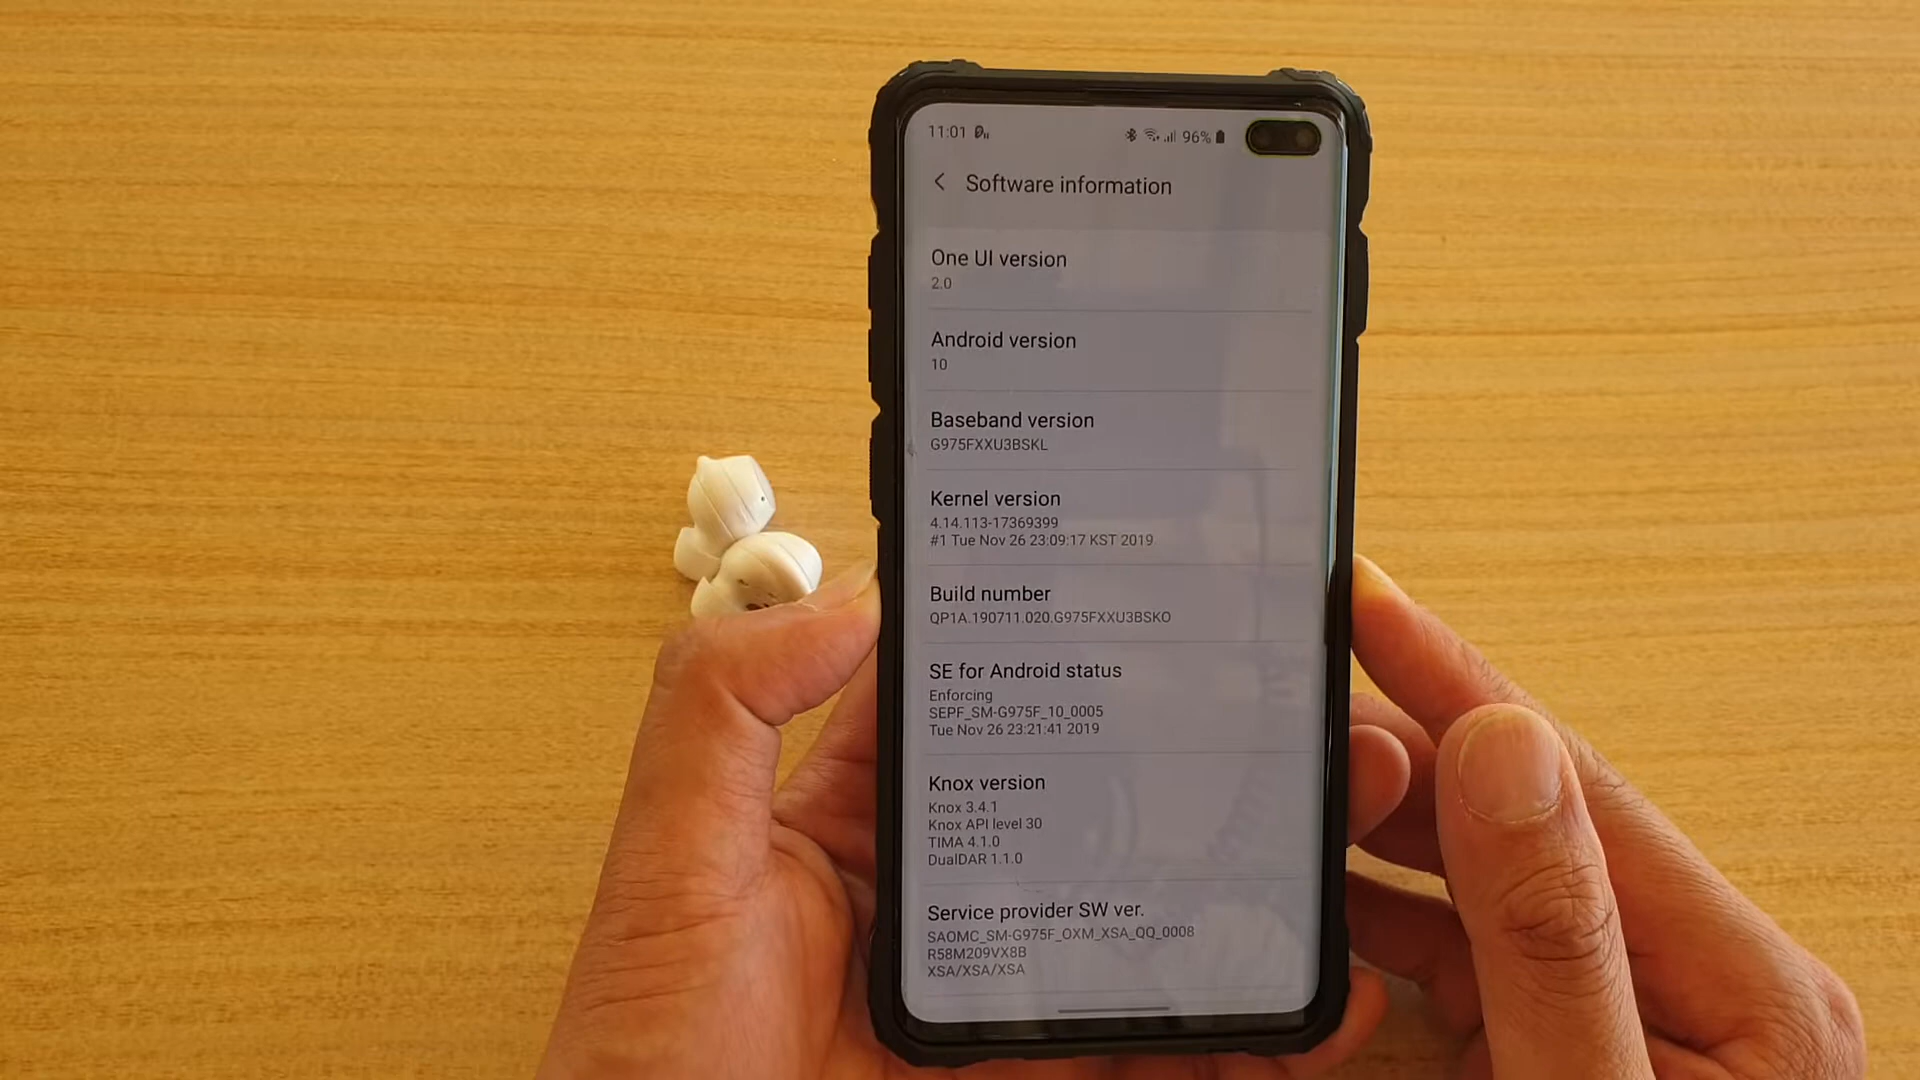 11:01
96%
Software information
One UI version
2.0
Android version
10
Baseband version
G975FXXU3BSKL
Kernel version
4.14.113-17369399
#1 Tue Nov 26 23:09:17 KST 2019
Build number
QP1A.190711.020.G975FXXU3BSKO
SE for Android status
Enforcing
SEPF_SM-G975F_10_0005
Tue Nov 26 23:21:41 2019
Knox version
Knox 3.4.1
Knox API level 30
TIMA 4.1.0
DualDAR 1.1.0
Service provider SW ver.
SAOMC_SM-G975F_OXM_XSA_QQ_0008
R58M209VX8B
XSA/XSA/XSA